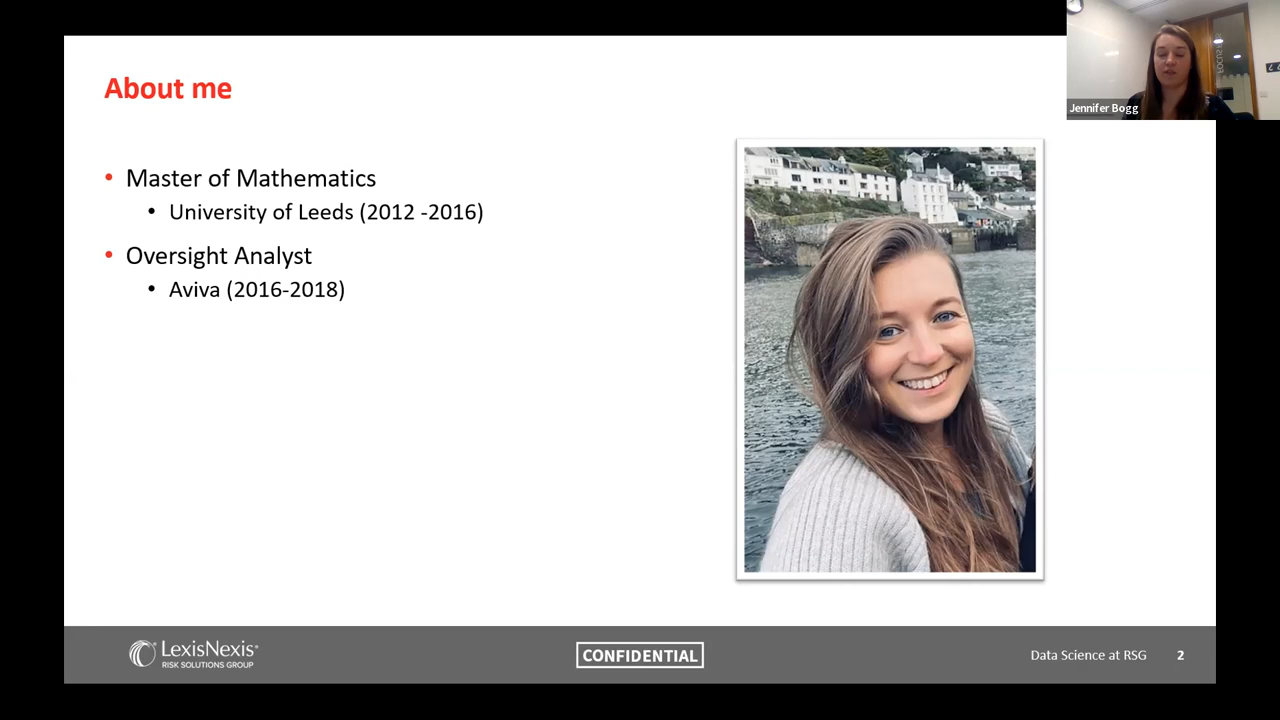 About me
Jennifer Bogg
• Master of Mathematics
• University of Leeds (2012 -2016)
• Oversight Analyst
• Aviva (2016-2018)
LexisNexis®
RISK SOLUTIONS GROUP
CONFIDENTIAL
Data Science at RSG 2